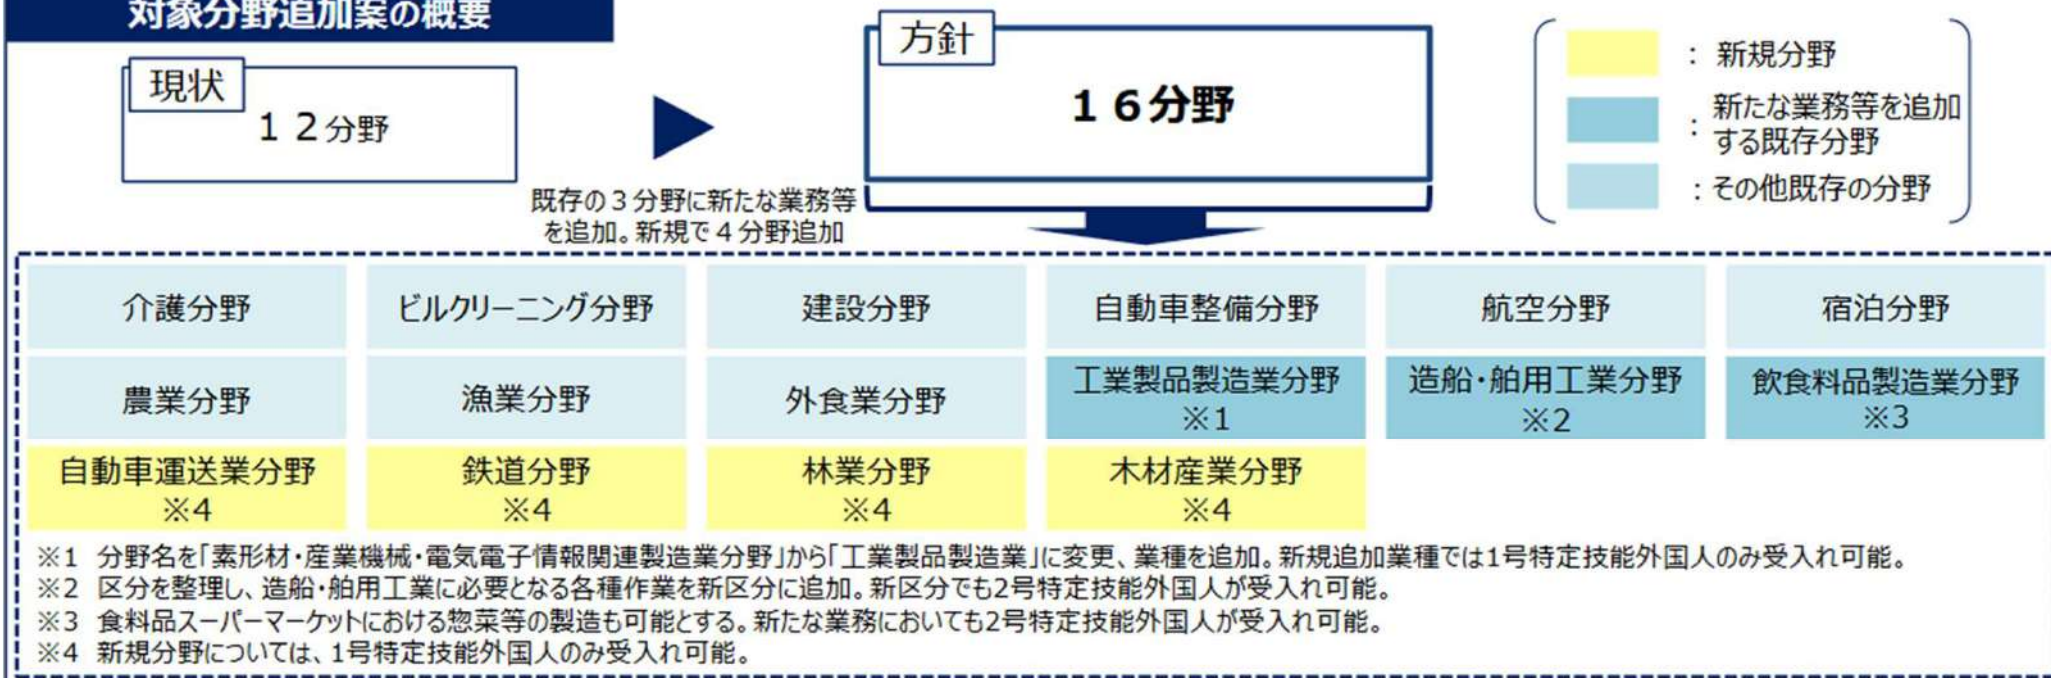 対象分野追加案の概要
現状
１２分野
方針
１６分野
既存の３分野に新たな業務等
を追加。新規で４分野追加
：新規分野
：新たな業務等を追加
する既存分野
：その他既存の分野
介護分野
ビルクリーニング分野
建設分野
自動車整備分野
航空分野
宿泊分野
農業分野
漁業分野
外食業分野
工業製品製造業分野
※1
造船・舶用工業分野
※2
飲食料品製造業分野
※3
自動車運送業分野
※4
鉄道分野
※4
林業分野
※4
木材産業分野
※4
※1 分野名を「素形材・産業機械・電気電子情報関連製造業分野」から「工業製品製造業」に変更、業種を追加。新規追加業種では1号特定技能外国人のみ受入れ可能。
※2 区分を整理し、造船・舶用工業に必要となる各種作業を新区分に追加。新区分でも2号特定技能外国人が受入れ可能。
※3 食料品スーパーマーケットにおける惣菜等の製造も可能とする。新たな業務においても2号特定技能外国人が受入れ可能。
※4 新規分野については、1号特定技能外国人のみ受入れ可能。